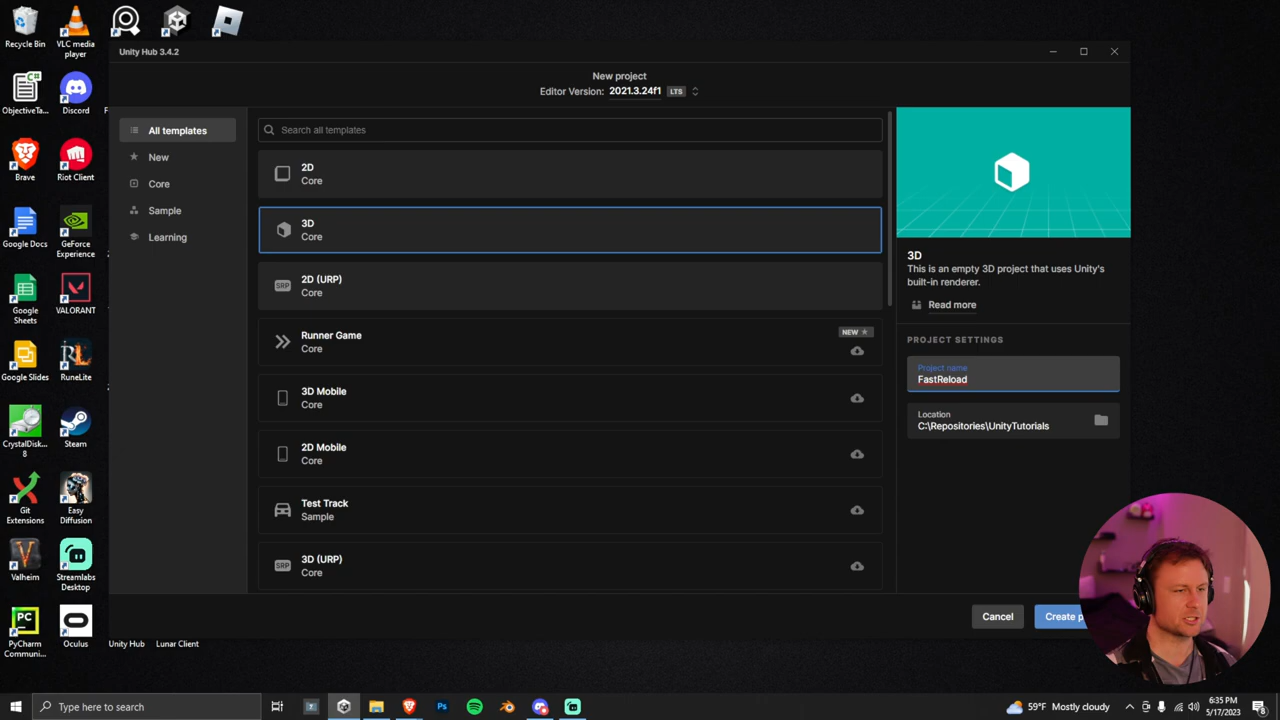 Recycle Bin
VLC media
player
ObjectiveTa...
Discord
F
Brave
Riot Client
Google Docs
GeForce
Experience
Google
Sheets
VALORANT
Google Slides
RuneLite
CrystalDisk...
8
Steam
Git
Extensions
Easy
Diffusion
Valheim
Streamlabs
Desktop
PC
PyCharm
Communi...
Oculus
Unity Hub
Lunar Client
Unity Hub 3.4.2
New project
Editor Version: 2021.3.24f1 LTS
All templates
New
Core
Sample
Learning
Search all templates
2D
Core
3D
Core
SRP
2D (URP)
Core
Runner Game
Core
NEW
3D Mobile
Core
2D Mobile
Core
Test Track
Sample
SRP
3D (URP)
Core
3D
This is an empty 3D project that uses Unity's
built-in renderer.
Read more
PROJECT SETTINGS
Project name
FastReload
Location
C:\Repositories\UnityTutorials
Cancel
Create p
Type here to search
Ps
59°F Mostly cloudy
6:35 PM
5/17/2023